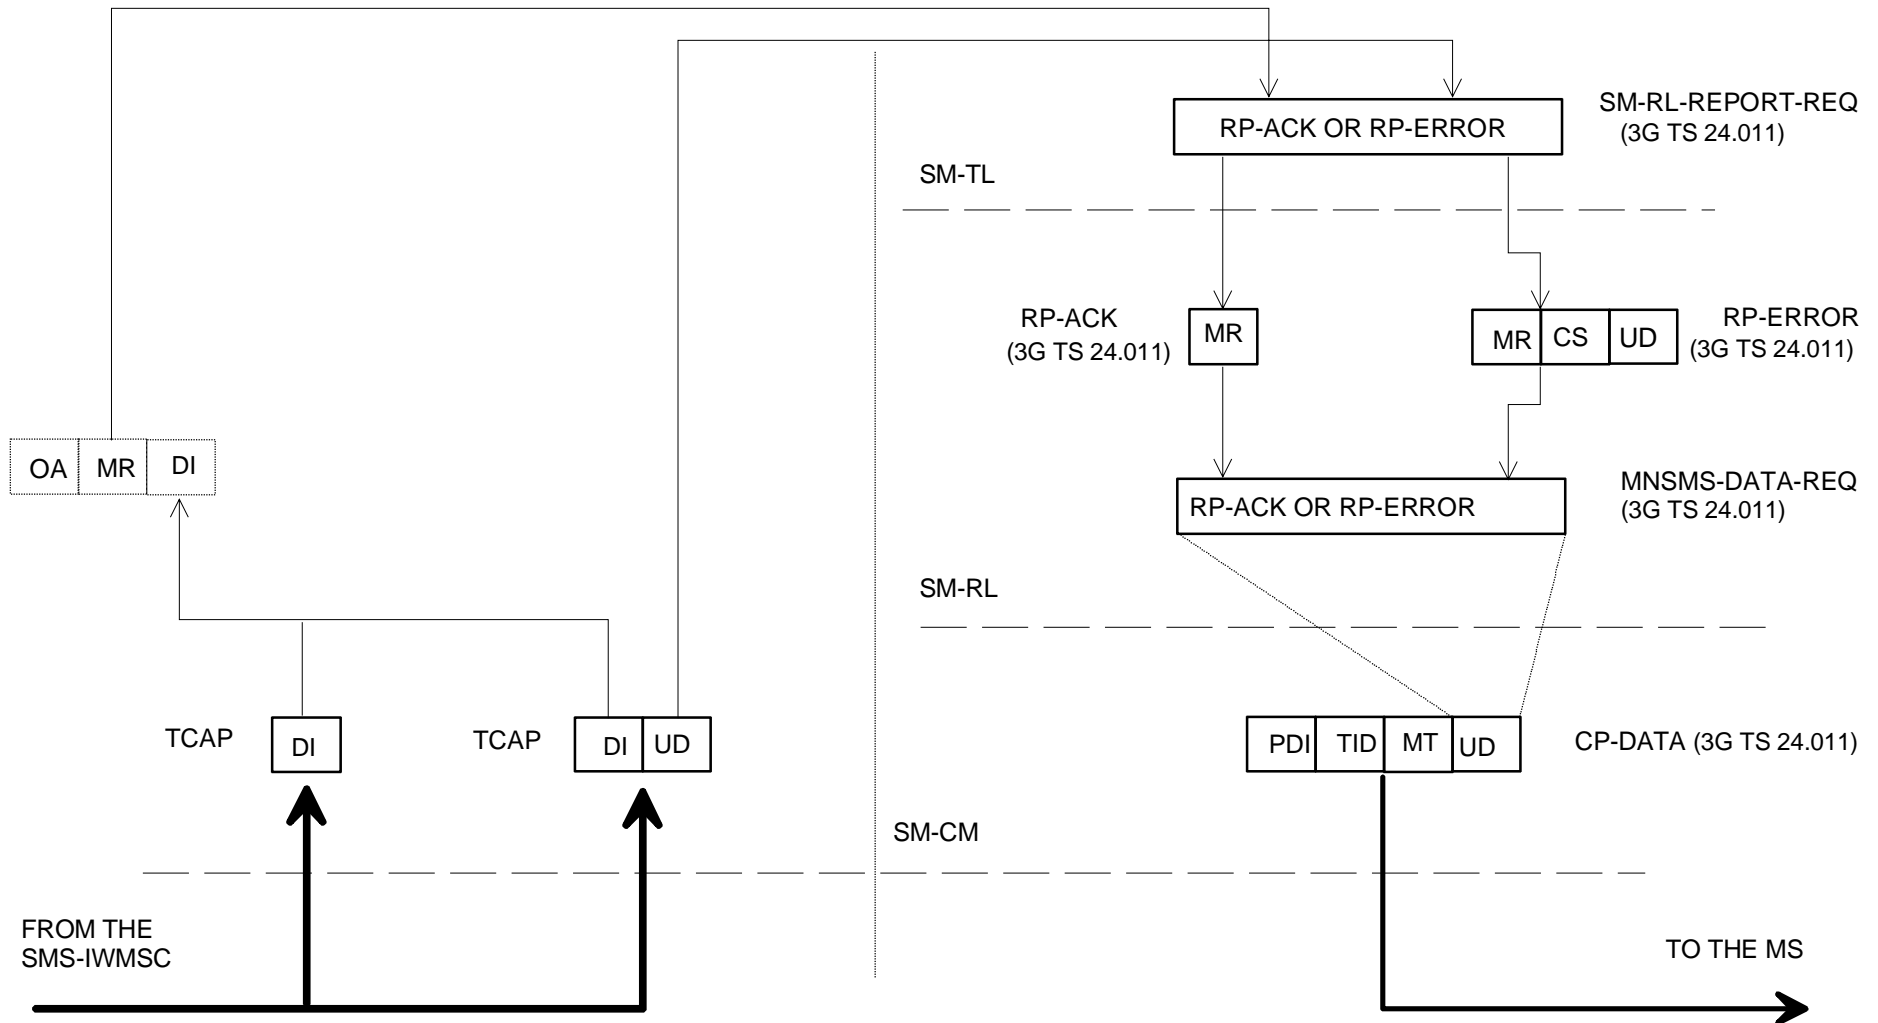 SM-RL-REPORT-REQ
RP-ACK OR RP-ERROR
(3G TS 24.011)
SM-TL
RP-ACK
(3G TS 24.011)
MR
MR CS UD
RP-ERROR
(3G TS 24.011)
OA MR DI
MNSMS-DATA-REQ
RP-ACK OR RP-ERROR
(3G TS 24.011)
SM-RL
TCAP
DI
TCAP
DI UD
PDI TID MT UD
CP-DATA (3G TS 24.011)
SM-CM
FROM THE
SMS-IWMSC
TO THE MS